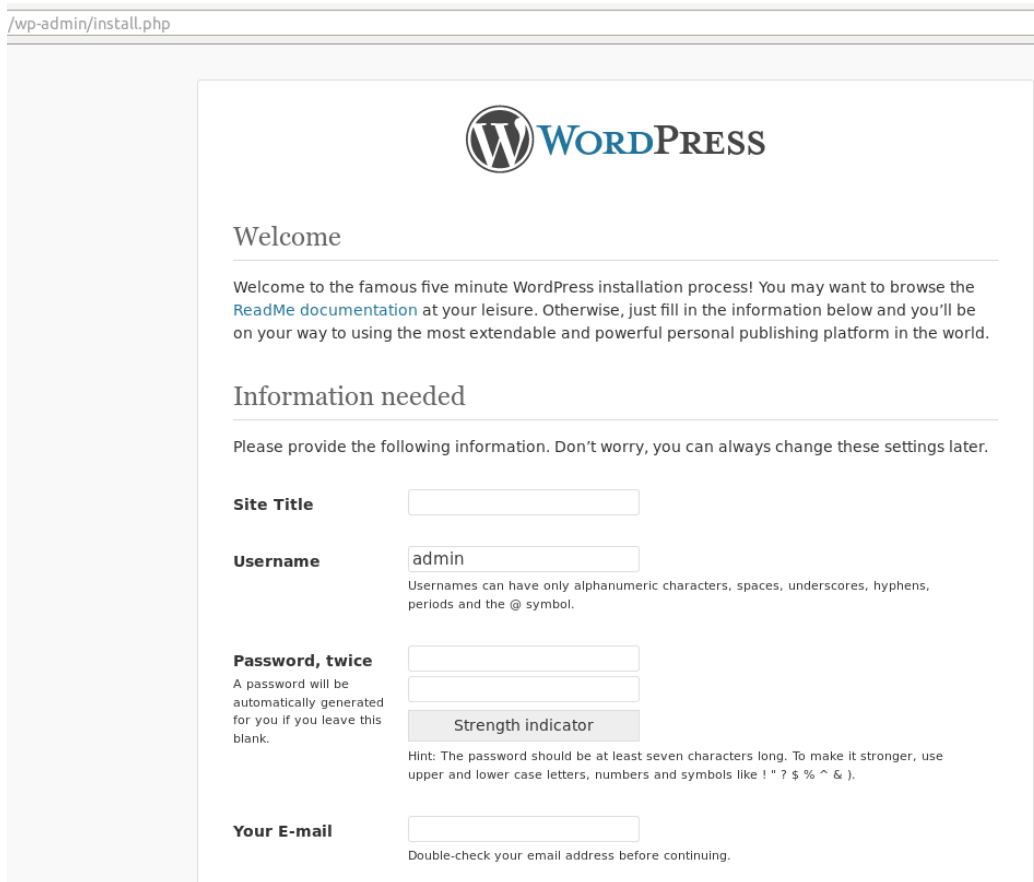 /wp-admin/install.php
WORDPRESS
Welcome
Welcome to the famous five minute WordPress installation process! You may want to browse the
ReadMe documentation at your leisure. Otherwise, just fill in the information below and you’ll be
on your way to using the most extendable and powerful personal publishing platform in the world.
Information needed
Please provide the following information. Don’t worry, you can always change these settings later.
Site Title
Username
admin
Usernames can have only alphanumeric characters, spaces, underscores, hyphens,
periods and the @ symbol.
Password, twice
A password will be
automatically generated
for you if you leave this
blank.
Strength indicator
Hint: The password should be at least seven characters long. To make it stronger, use
upper and lower case letters, numbers and symbols like ! " ? $ % ^ & ).
Your E-mail
Double-check your email address before continuing.